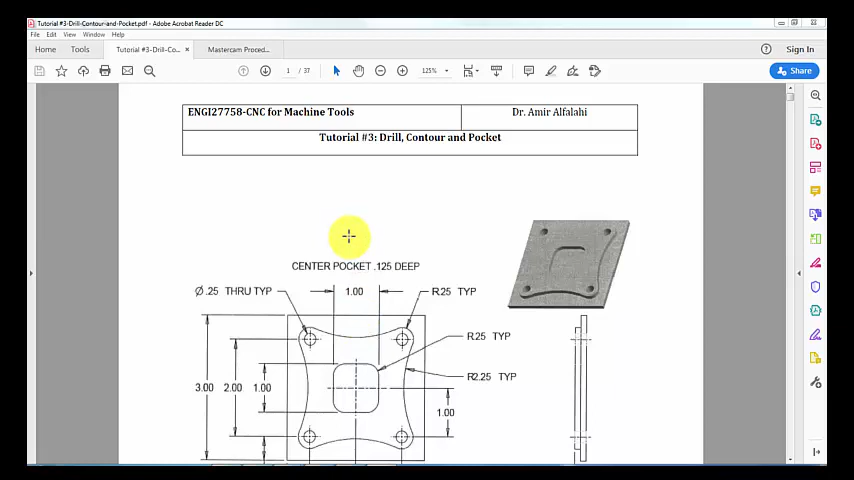 Tutorial #3-Drill-Contour-and-Pocket.pdf - Adobe Acrobat Reader DC
File Edit View Window Help
Home Tools Tutorial #3-Drill-Co... × Mastercam Proced... Sign In
1 / 37 125% Share
ENGI27758-CNC for Machine Tools Dr. Amir Alfalahi
Tutorial #3: Drill, Contour and Pocket
CENTER POCKET .125 DEEP
Ø .25 THRU TYP 1.00 R.25 TYP
R.25 TYP
R2.25 TYP
3.00 2.00 1.00
1.00